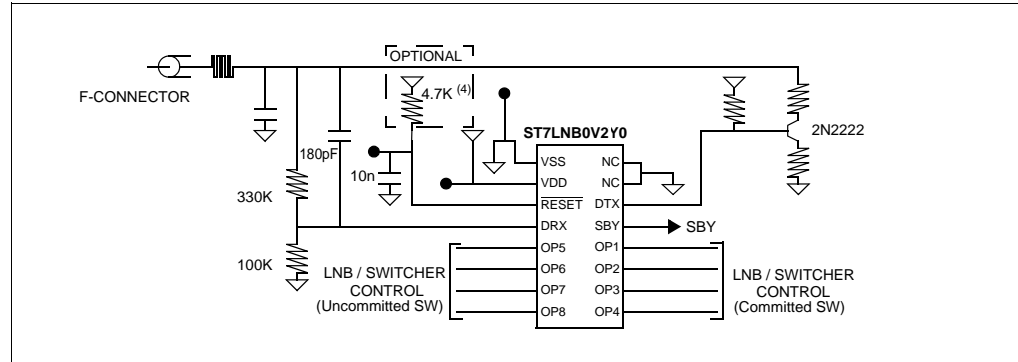 OPTIONAL
F-CONNECTOR
4.7K (4)
ST7LNB0V2Y0
2N2222
180pF
10n
330K
100K
VSS
VDD
RESET
DRX
OP5
OP6
OP7
OP8
NC
NC
DTX
SBY
OP1
OP2
OP3
OP4
SBY
LNB / SWITCHER
CONTROL
(Uncommitted SW)
LNB / SWITCHER
CONTROL
(Committed SW)